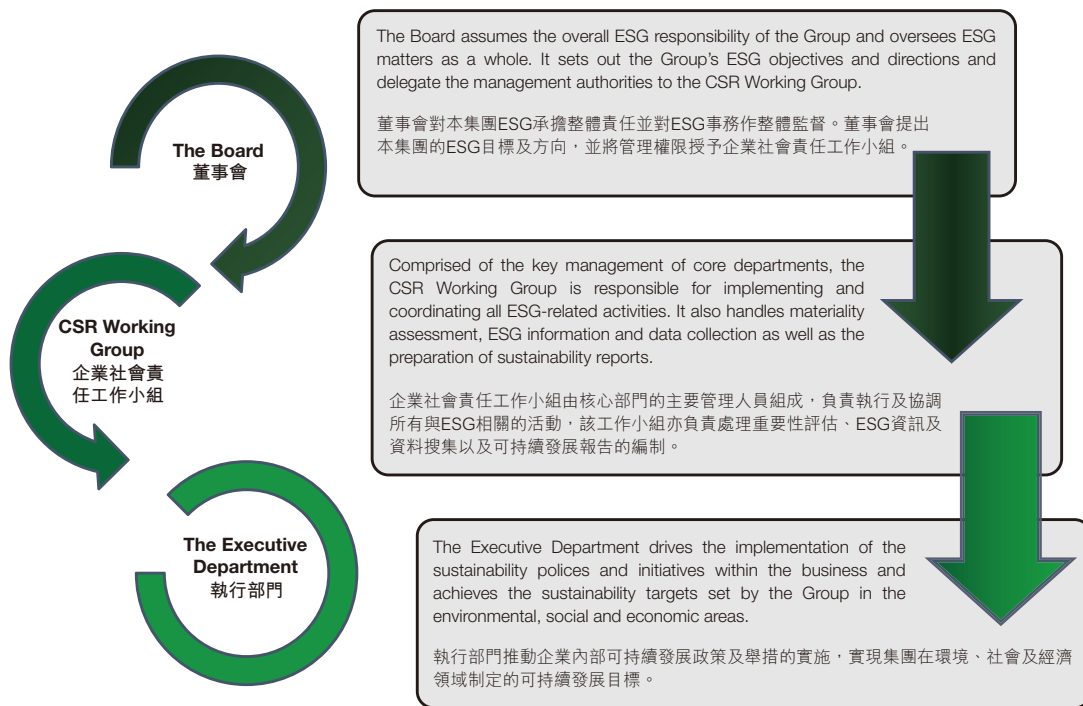 The Board
董事會
The Board assumes the overall ESG responsibility of the Group and oversees ESG
matters as a whole. It sets out the Group's ESG objectives and directions and
delegate the management authorities to the CSR Working Group.
董事會對本集團ESG承擔整體責任並對ESG事務作整體監督。董事會提出
本集團的ESG目標及方向，並將管理權限授予企業社會責任工作小組。
CSR Working
Group
企業社會責
任工作小組
Comprised of the key management of core departments, the
CSR Working Group is responsible for implementing and
coordinating all ESG-related activities. It also handles materiality
assessment, ESG information and data collection as well as the
preparation of sustainability reports.
企業社會責任工作小組由核心部門的主要管理人員組成，負責執行及協調
所有與ESG相關的活動，該工作小組亦負責處理重要性評估、ESG資訊及
資料搜集以及可持續發展報告的編制。
The Executive
Department
執行部門
The Executive Department drives the implementation of the
sustainability polices and initiatives within the business and
achieves the sustainability targets set by the Group in the
environmental, social and economic areas.
執行部門推動企業內部可持續發展政策及舉措的實施，實現集團在環境、社會及經濟
領域制定的可持續發展目標。